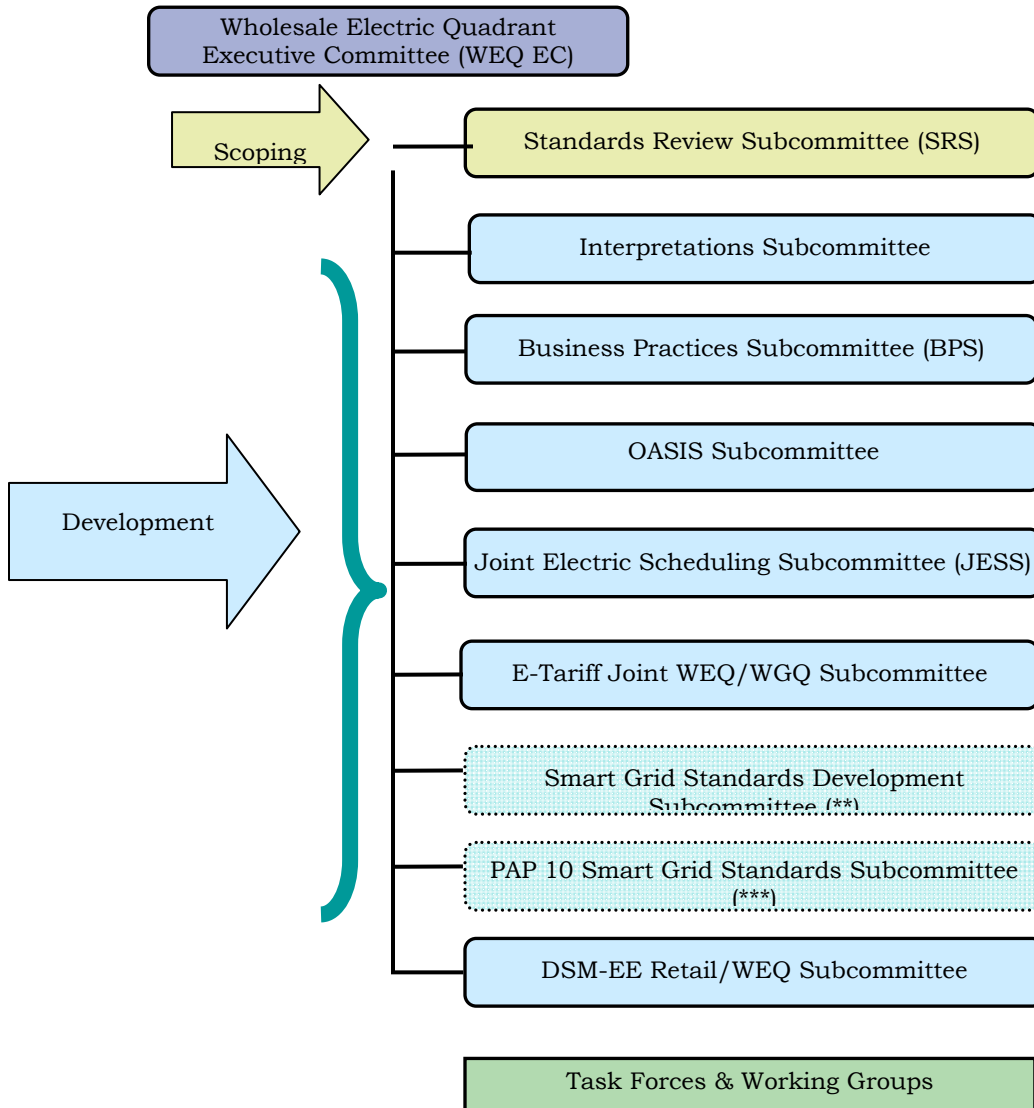 Wholesale Electric Quadrant
Executive Committee (WEQ EC)
Scoping
Standards Review Subcommittee (SRS)
Interpretations Subcommittee
Business Practices Subcommittee (BPS)
OASIS Subcommittee
Development
Joint Electric Scheduling Subcommittee (JESS)
E-Tariff Joint WEQ/WGQ Subcommittee
Smart Grid Standards Development
Subcommittee (**)
PAP 10 Smart Grid Standards Subcommittee
(***)
DSM-EE Retail/WEQ Subcommittee
Task Forces & Working Groups